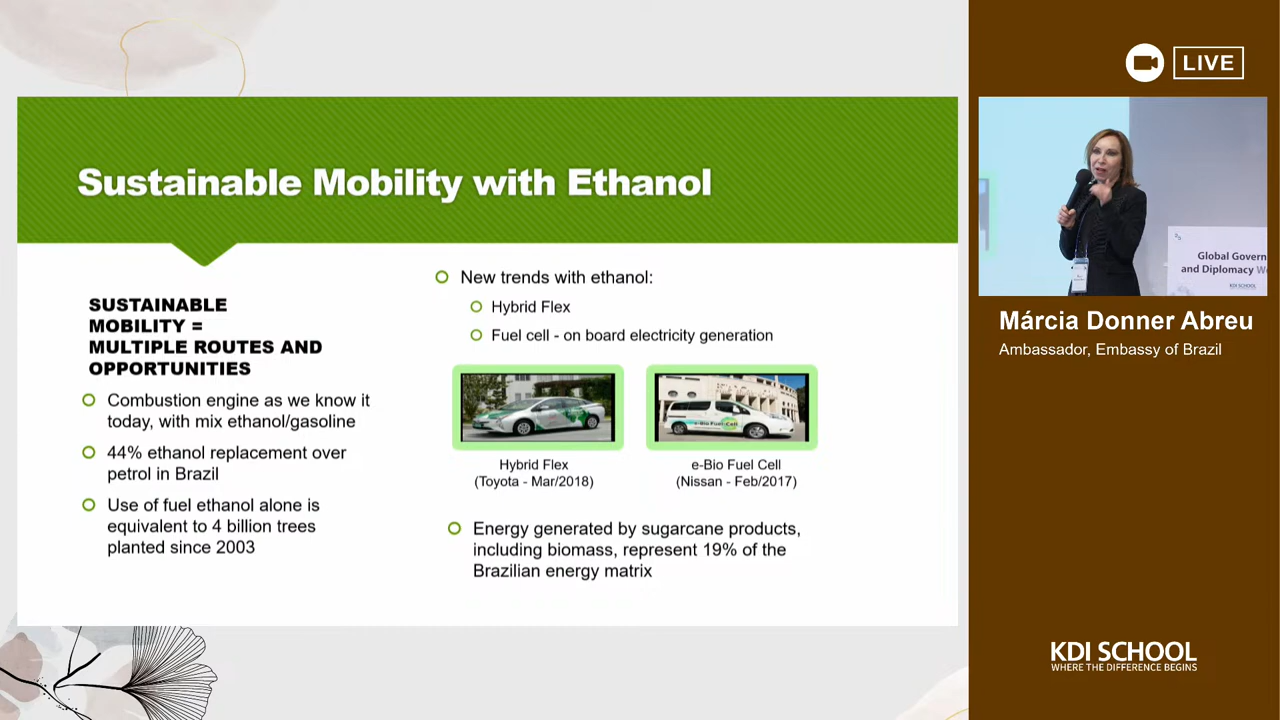 Sustainable Mobility with Ethanol
SUSTAINABLE
MOBILITY =
MULTIPLE ROUTES AND
OPPORTUNITIES
Combustion engine as we know it
today, with mix ethanol/gasoline
44% ethanol replacement over
petrol in Brazil
Use of fuel ethanol alone is
equivalent to 4 billion trees
planted since 2003
New trends with ethanol:
Hybrid Flex
Fuel cell - on board electricity generation
e-Bio Fuel Cell
Hybrid Flex
(Toyota - Mar/2018)
e-Bio Fuel Cell
(Nissan - Feb/2017)
Energy generated by sugarcane products,
including biomass, represent 19% of the
Brazilian energy matrix
LIVE
Global Govern
and Diplomacy W
KDI SCHOOL
Márcia Donner Abreu
Ambassador, Embassy of Brazil
KDI SCHOOL
WHERE THE DIFFERENCE BEGINS